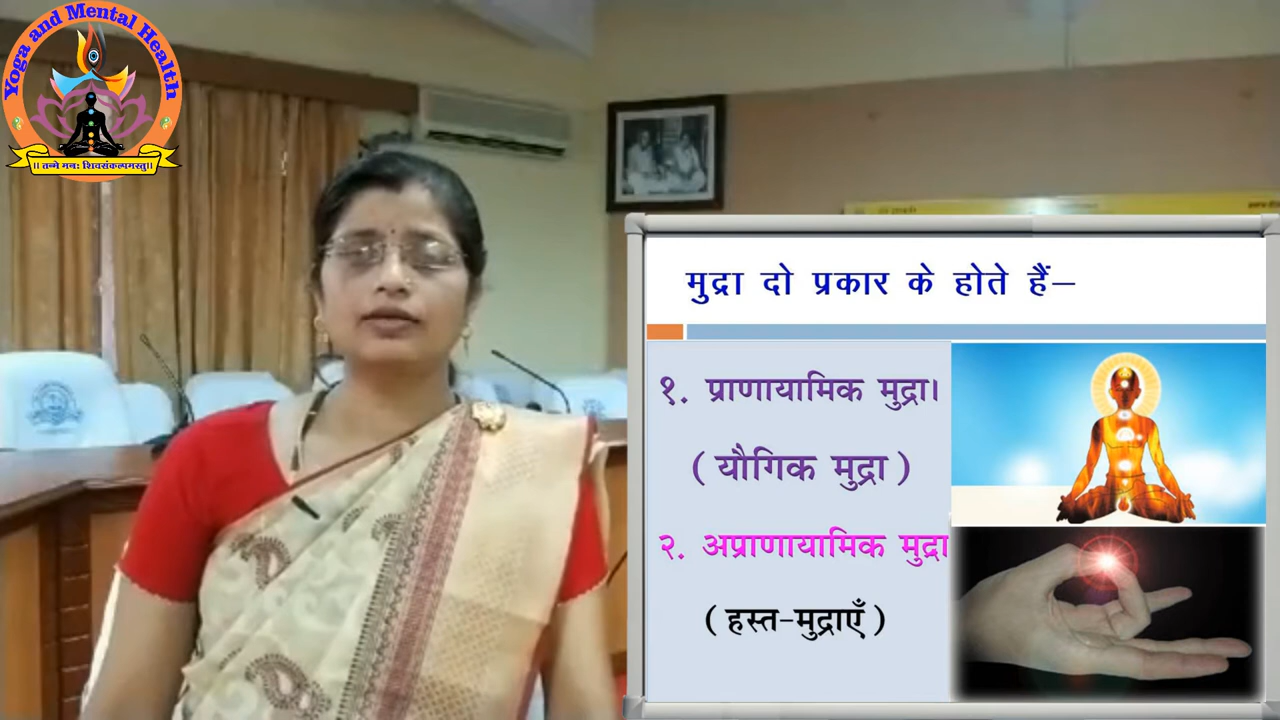 Yoga and Mental Health
।। तन्मे मनः शिवसंकल्पमस्तु।।
मुद्रा दो प्रकार के होते हैं–
१. प्राणायामिक मुद्रा।
( यौगिक मुद्रा )
२. अप्राणायामिक मुद्रा
( हस्त-मुद्राएँ )